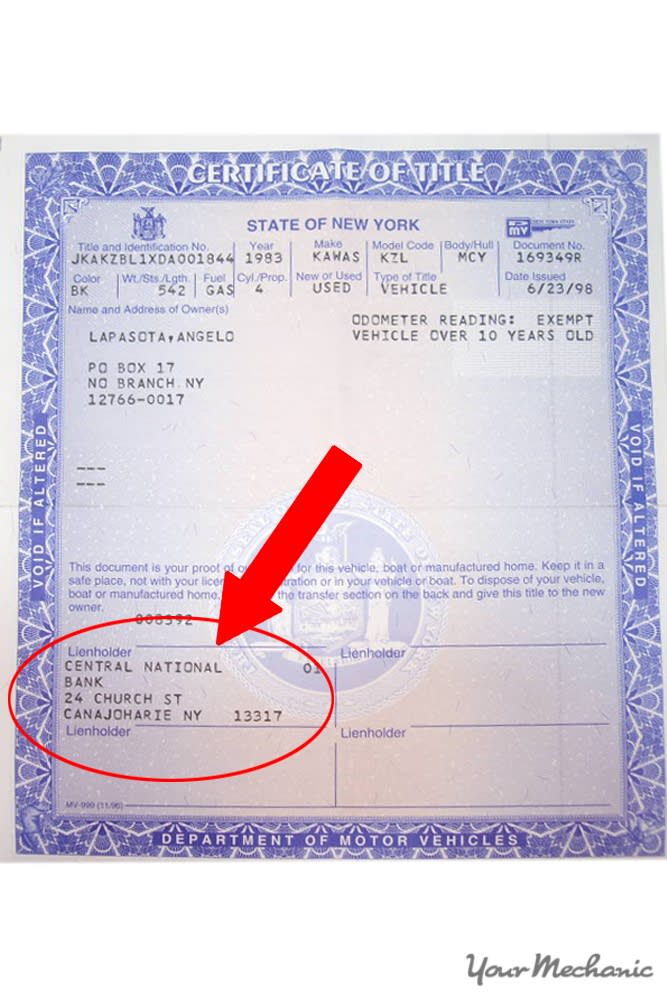 CERTIFICATE OF TITLE
STATE OF NEW YORK
Title and Identification No. Year Make Model Code Body/Hull Document No.
JKAKZBL1XDA001844 1983 KAWAS KZL MCY 169349R
Color Wt./Sts./Lgth. Fuel Cyl./Prop. New or Used Type of Title Date Issued
BK 542 GAS 4 USED VEHICLE 6/23/98
Name and Address of Owner(s)
ODOMETER READING: EXEMPT
LAPASOTA,ANGELO VEHICLE OVER 10 YEARS OLD
PO BOX 17
NO BRANCH NY
12766-0017
---
---
VOID IF ALTERED
VOID IF ALTERED
This document is your proof of for this vehicle, boat or manufactured home. Keep it in a
safe place, not with your or in your vehicle or boat. To dispose of your vehicle,
boat or manufactured home, the transfer section on the back and give this title to the new
owner.
008392
Lienholder Lienholder
CENTRAL NATIONAL 01
BANK
24 CHURCH ST
CANAJOHARIE NY 13317
Lienholder Lienholder
MV-999 (11/96)
DEPARTMENT OF MOTOR VEHICLES
YourMechanic